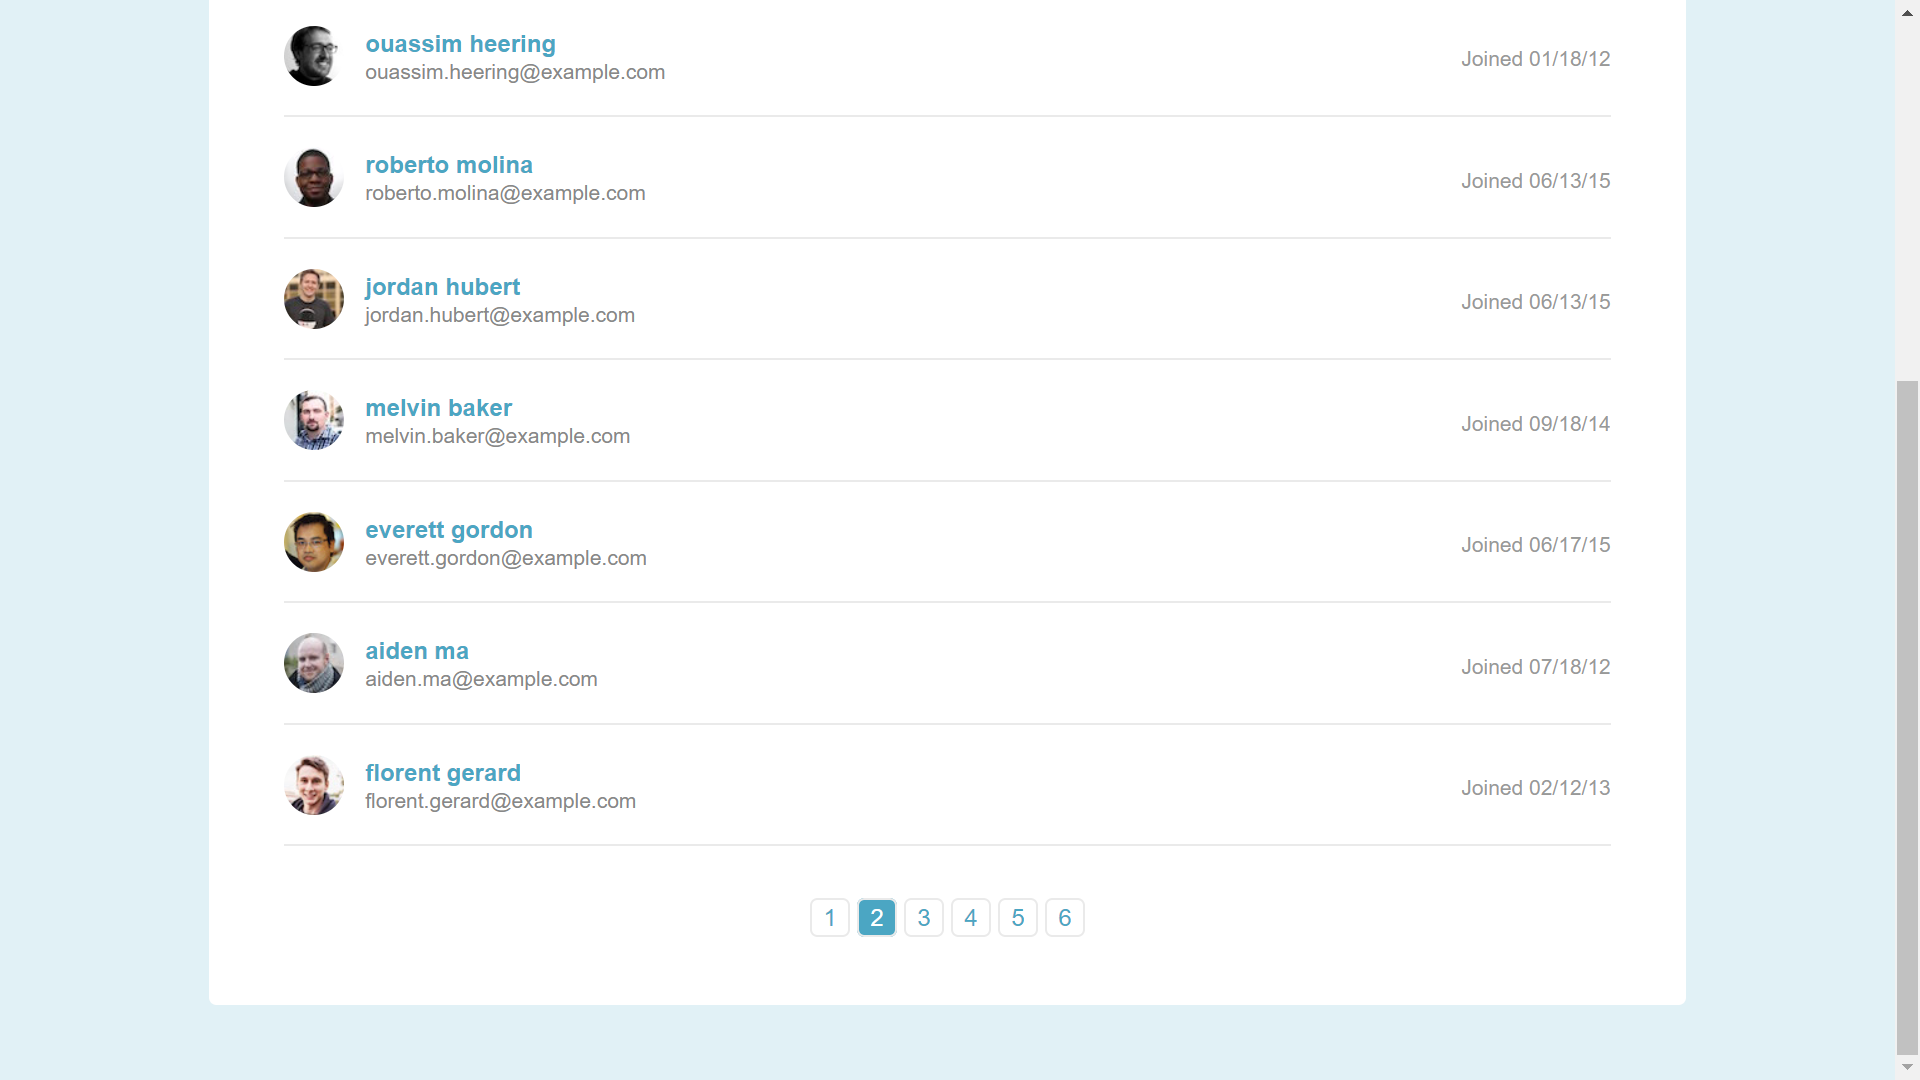 ouassim heering
ouassim.heering@example.com
Joined 01/18/12
roberto molina
roberto.molina@example.com
Joined 06/13/15
jordan hubert
jordan.hubert@example.com
Joined 06/13/15
melvin baker
melvin.baker@example.com
Joined 09/18/14
everett gordon
everett.gordon@example.com
Joined 06/17/15
aiden ma
aiden.ma@example.com
Joined 07/18/12
florent gerard
florent.gerard@example.com
Joined 02/12/13
1 2 3 4 5 6